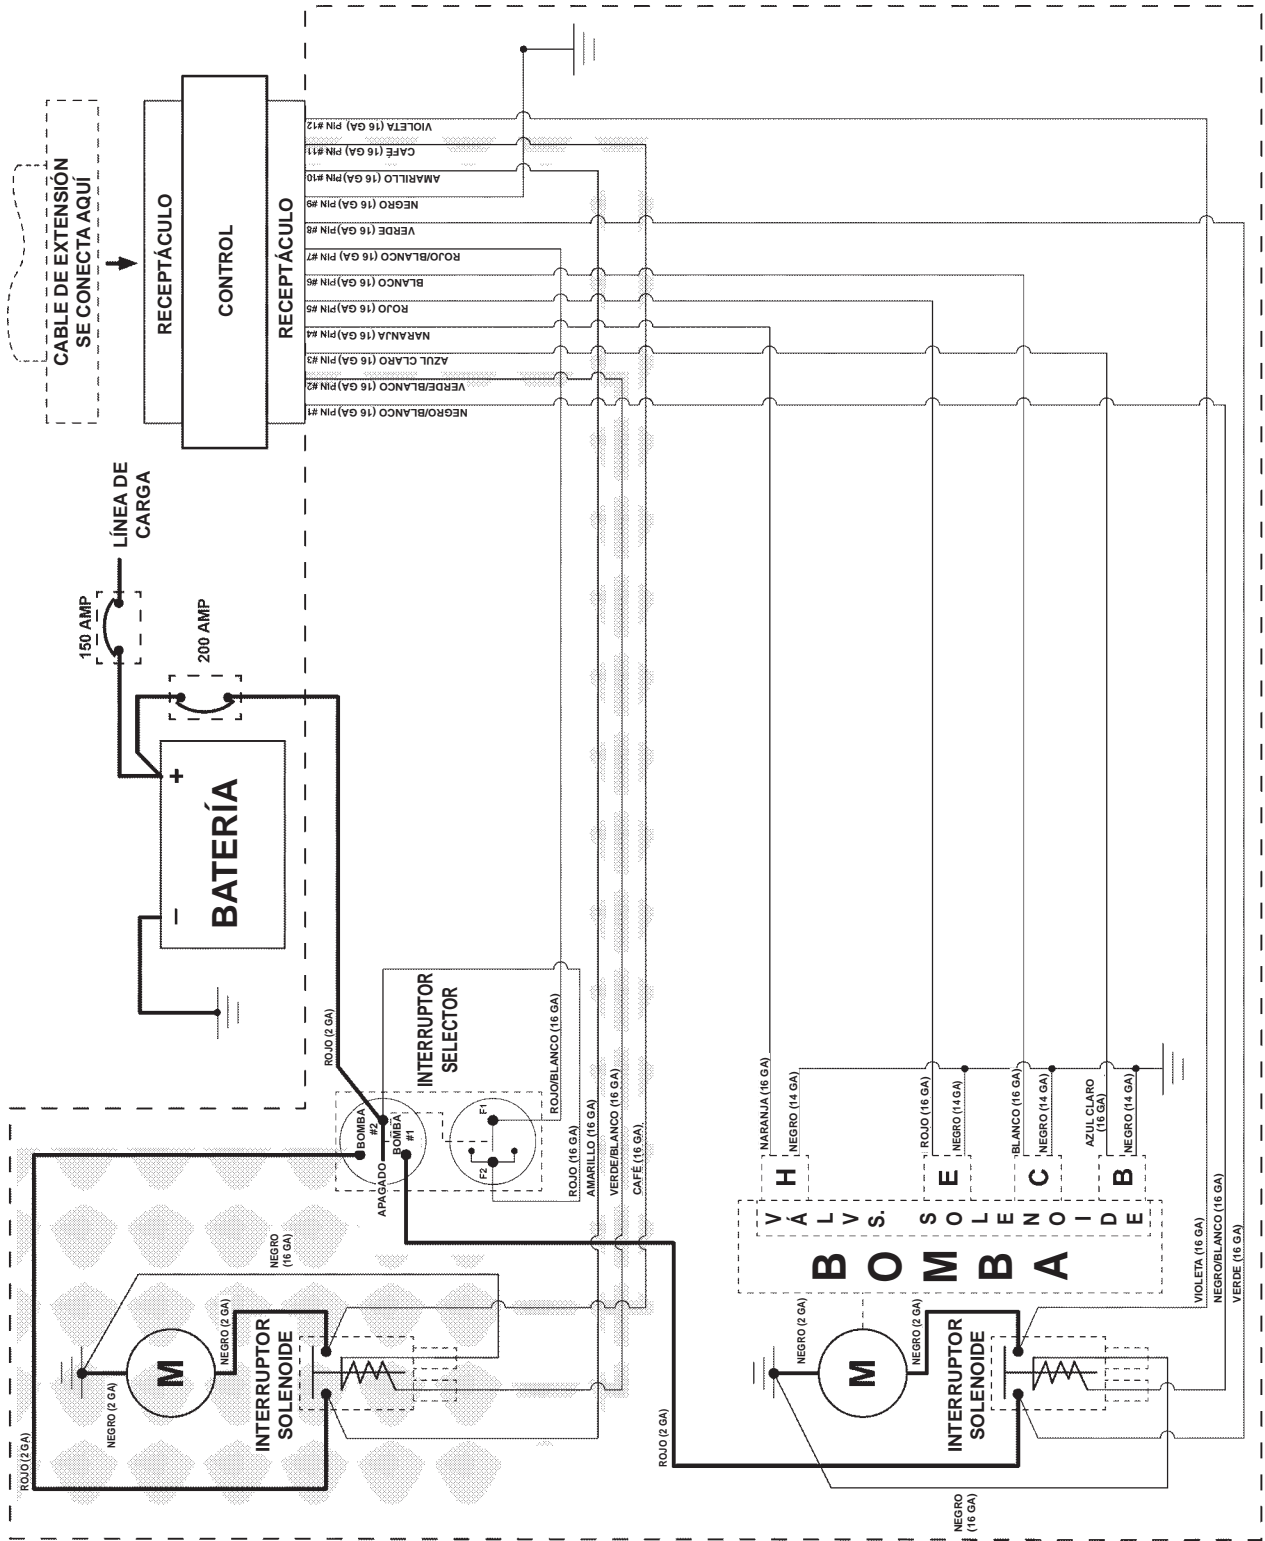 CABLE DE EXTENSIÓN
SE CONECTA AQUÍ
RECEPTÁCULO
CONTROL
RECEPTÁCULO
VIOLETA (16 GA) PIN #12
CAFÉ (16 GA) PIN #11
AMARILLO (16 GA) PIN #10
NEGRO (16 GA) PIN #9
VERDE (16 GA) PIN #8
ROJO/BLANCO (16 GA) PIN #7
BLANCO (16 GA) PIN #6
ROJO (16 GA) PIN #5
NARANJA (16 GA) PIN #4
AZUL CLARO (16 GA) PIN #3
VERDE/BLANCO (16 GA) PIN #2
NEGRO/BLANCO (16 GA) PIN #1
LÍNEA DE
CARGA
150 AMP
200 AMP
BATERÍA
+
–
ROJO (2 GA)
INTERRUPTOR
SELECTOR
BOMBA
#2
BOMBA
#1
APAGADO
F1
F2
ROJO/BLANCO (16 GA)
ROJO (16 GA)
AMARILLO (16 GA)
VERDE/BLANCO (16 GA)
CAFÉ (16 GA)
NEGRO
(16 GA)
NEGRO (2 GA)
NEGRO (2 GA)
M
INTERRUPTOR
SOLENOIDE
ROJO (2 GA)
NARANJA (16 GA)
NEGRO (14 GA)
ROJO (16 GA)
NEGRO (14 GA)
BLANCO (16 GA)
NEGRO (14 GA)
AZUL CLARO
(16 GA)
NEGRO (14 GA)
H
E
C
B
VÁLVS. SOLENOIDE
BOMBA
NEGRO (2 GA)
NEGRO (2 GA)
M
INTERRUPTOR
SOLENOIDE
ROJO (2 GA)
NEGRO
(16 GA)
VIOLETA (16 GA)
NEGRO/BLANCO (16 GA)
VERDE (16 GA)